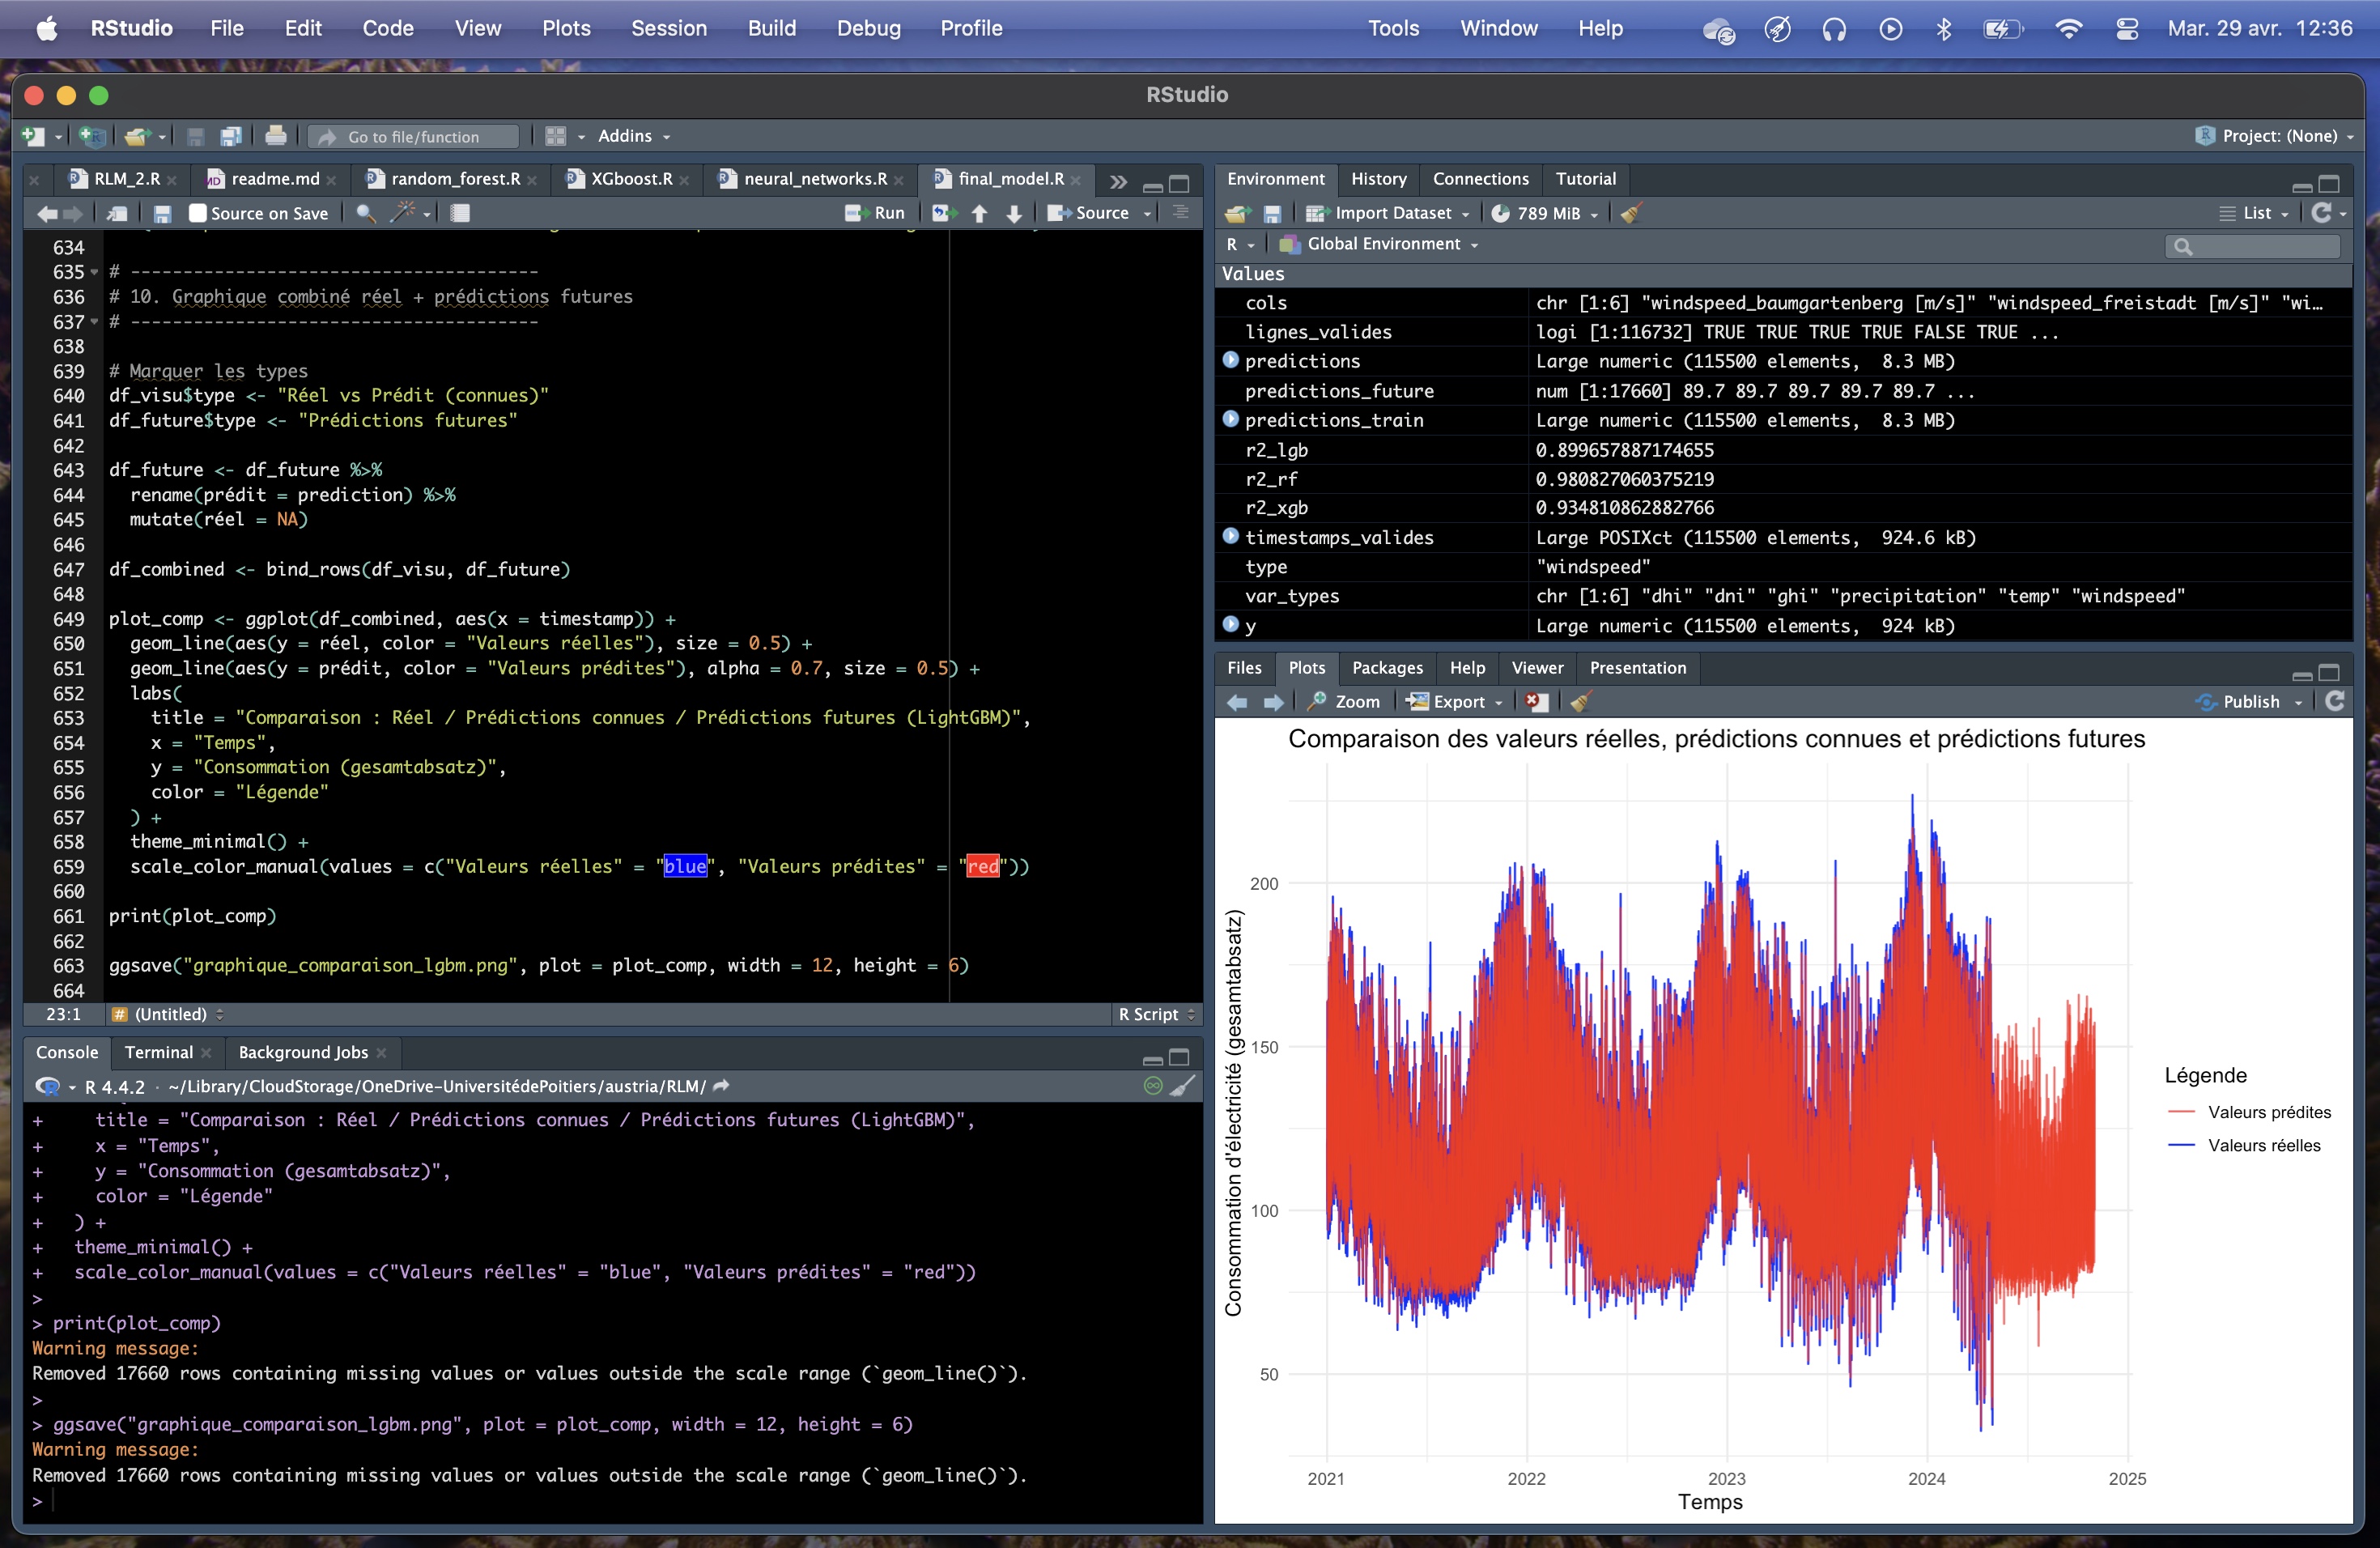 RStudio File Edit Code View Plots Session Build Debug Profile Tools Window Help Mar. 29 avr. 12:36
RStudio
Go to file/function Addins Project: (None)
RLM_2.R readme.md random_forest.R XGboost.R neural_networks.R final_model.R
Source on Save Run Source
634
635 # ---------------------------------------
636 # 10. Graphique combiné réel + prédictions futures
637 # ---------------------------------------
638
639 # Marquer les types
640 df_visu$type <- "Réel vs Prédit (connues)"
641 df_future$type <- "Prédictions futures"
642
643 df_future <- df_future %>%
644 rename(prédit = prediction) %>%
645 mutate(réel = NA)
646
647 df_combined <- bind_rows(df_visu, df_future)
648
649 plot_comp <- ggplot(df_combined, aes(x = timestamp)) +
650 geom_line(aes(y = réel, color = "Valeurs réelles"), size = 0.5) +
651 geom_line(aes(y = prédit, color = "Valeurs prédites"), alpha = 0.7, size = 0.5) +
652 labs(
653 title = "Comparaison : Réel / Prédictions connues / Prédictions futures (LightGBM)",
654 x = "Temps",
655 y = "Consommation (gesamtabsatz)",
656 color = "Légende"
657 ) +
658 theme_minimal() +
659 scale_color_manual(values = c("Valeurs réelles" = "blue", "Valeurs prédites" = "red"))
660
661 print(plot_comp)
662
663 ggsave("graphique_comparaison_lgbm.png", plot = plot_comp, width = 12, height = 6)
664
23:1 # (Untitled) R Script
Console Terminal Background Jobs
R 4.4.2 · ~/Library/CloudStorage/OneDrive-UniversitédePoitiers/austria/RLM/
+ title = "Comparaison : Réel / Prédictions connues / Prédictions futures (LightGBM)",
+ x = "Temps",
+ y = "Consommation (gesamtabsatz)",
+ color = "Légende"
+ ) +
+ theme_minimal() +
+ scale_color_manual(values = c("Valeurs réelles" = "blue", "Valeurs prédites" = "red"))
>
> print(plot_comp)
Warning message:
Removed 17660 rows containing missing values or values outside the scale range (`geom_line()`).
>
> ggsave("graphique_comparaison_lgbm.png", plot = plot_comp, width = 12, height = 6)
Warning message:
Removed 17660 rows containing missing values or values outside the scale range (`geom_line()`).
>
Environment History Connections Tutorial
Import Dataset 789 MiB List
R Global Environment
Values
cols chr [1:6] "windspeed_baumgartenberg [m/s]" "windspeed_freistadt [m/s]" "wi…
lignes_valides logi [1:116732] TRUE TRUE TRUE TRUE FALSE TRUE ...
predictions Large numeric (115500 elements, 8.3 MB)
predictions_future num [1:17660] 89.7 89.7 89.7 89.7 89.7 ...
predictions_train Large numeric (115500 elements, 8.3 MB)
r2_lgb 0.899657887174655
r2_rf 0.980827060375219
r2_xgb 0.934810862882766
timestamps_valides Large POSIXct (115500 elements, 924.6 kB)
type "windspeed"
var_types chr [1:6] "dhi" "dni" "ghi" "precipitation" "temp" "windspeed"
y Large numeric (115500 elements, 924 kB)
Files Plots Packages Help Viewer Presentation
Zoom Export Publish
Comparaison des valeurs réelles, prédictions connues et prédictions futures
Consommation d'électricité (gesamtabsatz)
200
150
100
50
2021 2022 2023 2024 2025
Temps
Légende
Valeurs prédites
Valeurs réelles